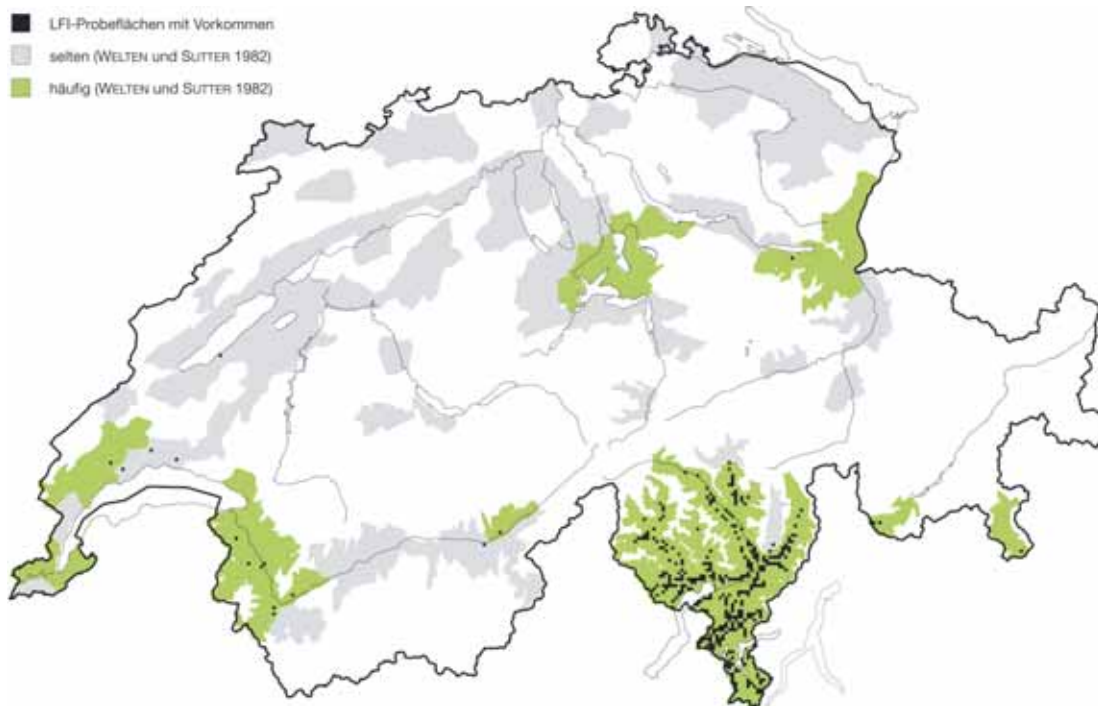 LFI-Probeflächen mit Vorkommen
selten (WELTEN und SUTTER 1982)
häufig (WELTEN und SUTTER 1982)